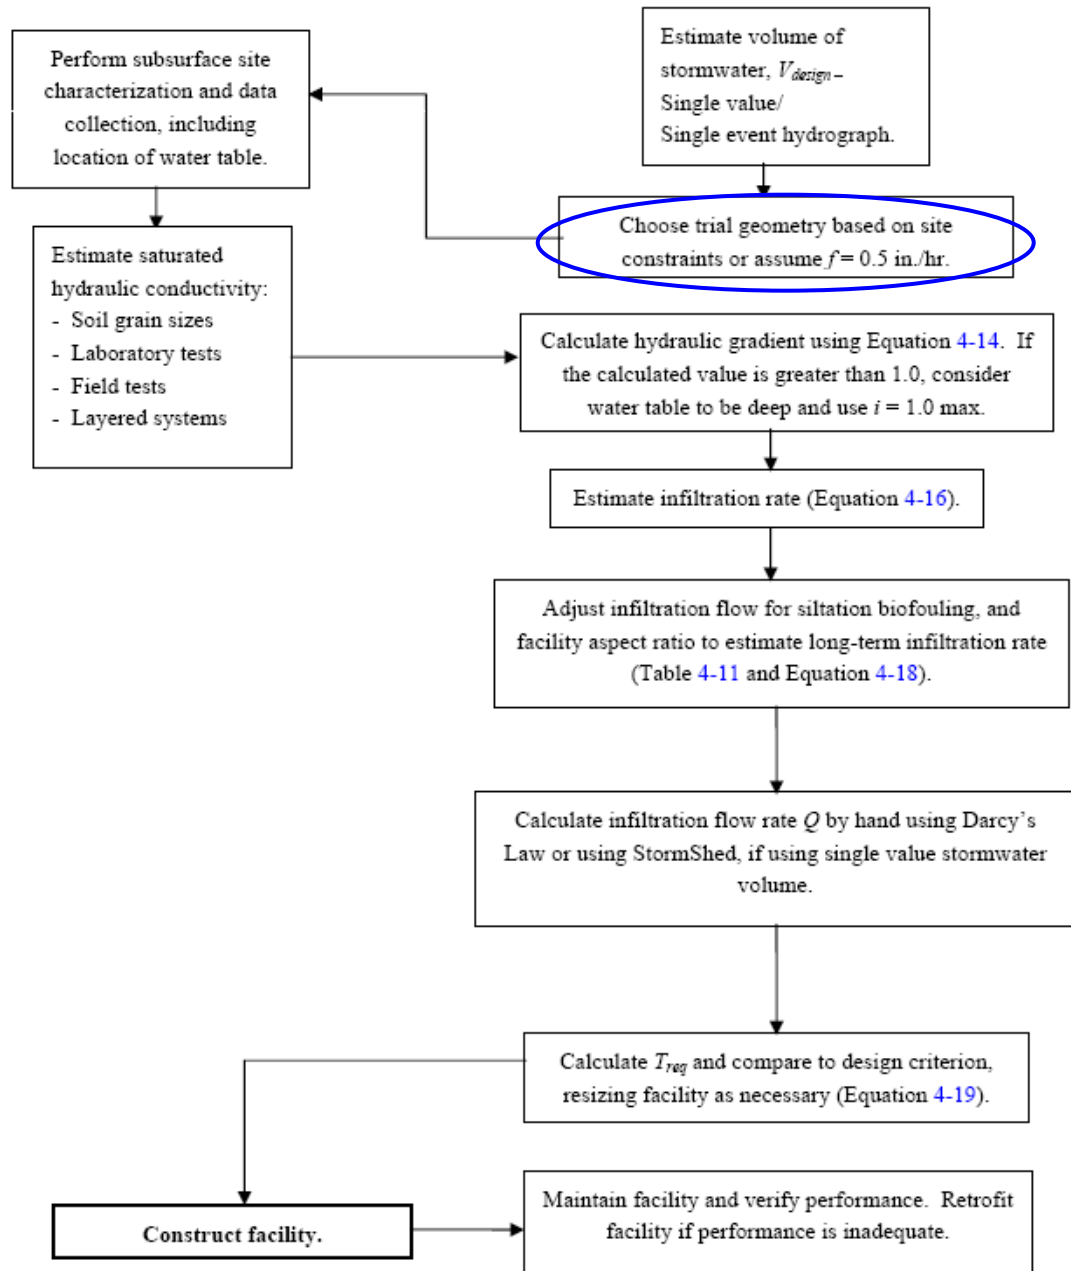 Estimate volume of
stormwater, Vdesign –
Single value/
Single event hydrograph.
Choose trial geometry based on site
constraints or assume f = 0.5 in./hr.
Perform subsurface site
characterization and data
collection, including
location of water table.
Estimate saturated
hydraulic conductivity:
- Soil grain sizes
- Laboratory tests
- Field tests
- Layered systems
Calculate hydraulic gradient using Equation 4-14. If
the calculated value is greater than 1.0, consider
water table to be deep and use i = 1.0 max.
Estimate infiltration rate (Equation 4-16).
Adjust infiltration flow for siltation biofouling, and
facility aspect ratio to estimate long-term infiltration rate
(Table 4-11 and Equation 4-18).
Calculate infiltration flow rate Q by hand using Darcy's
Law or using StormShed, if using single value stormwater
volume.
Calculate Treq and compare to design criterion,
resizing facility as necessary (Equation 4-19).
Construct facility.
Maintain facility and verify performance. Retrofit
facility if performance is inadequate.